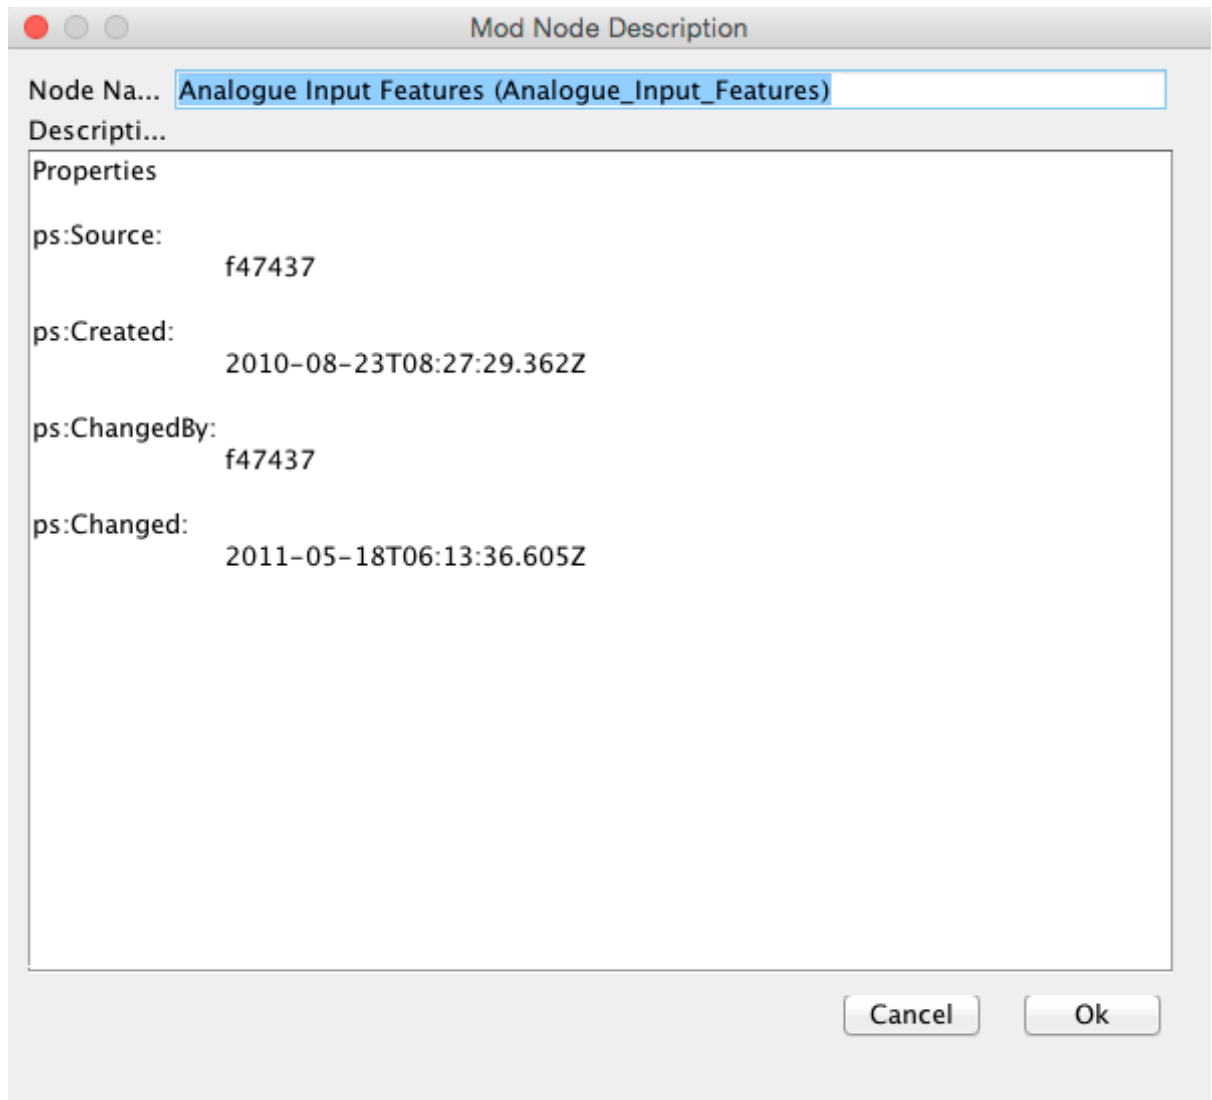 Mod Node Description
Node Na... Analogue Input Features (Analogue_Input_Features)
Descripti...
Properties
ps:Source:
f47437
ps:Created:
2010-08-23T08:27:29.362Z
ps:ChangedBy:
f47437
ps:Changed:
2011-05-18T06:13:36.605Z
Cancel Ok